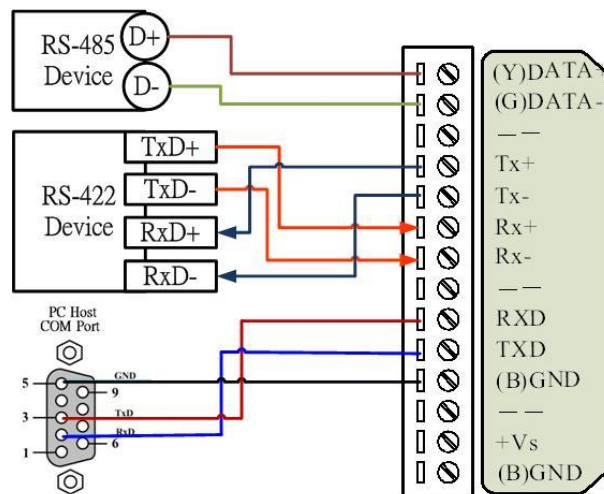 RS-485
Device
D+
D-
RS-422
Device
TxD+
TxD-
RxD+
RxD-
PC Host
COM Port
5
9
3
6
1
GND
TxD
RxD
(Y)DATA+
(G)DATA-
— —
Tx+
Tx-
Rx+
Rx-
— —
RXD
TXD
(B)GND
— —
+Vs
(B)GND